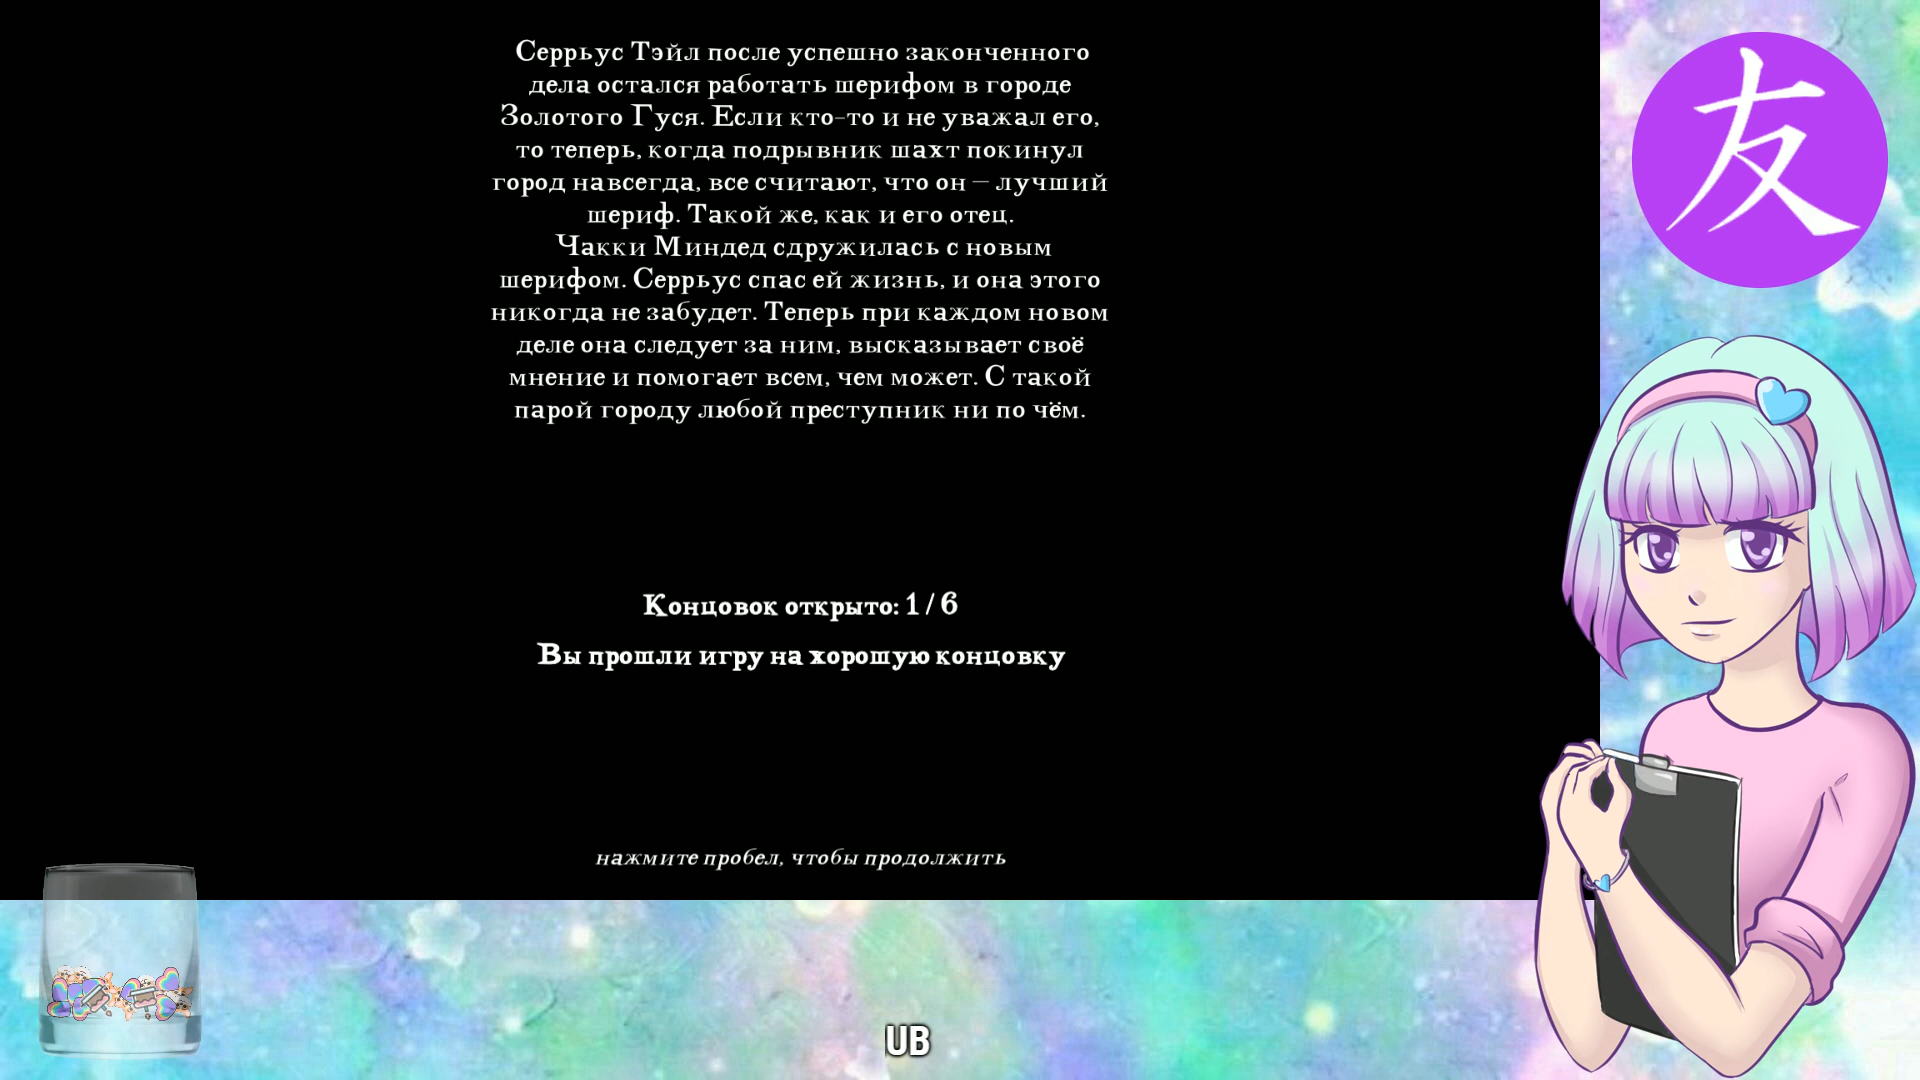 Серрьус Тэйл после успешно законченного
дела остался работать шерифом в городе
Золотого Гуся. Если кто-то и не уважал его,
то теперь, когда подрывник шахт покинул
город навсегда, все считают, что он – лучший
шериф. Такой же, как и его отец.
Чакки Миндед сдружилась с новым
шерифом. Серрьус спас ей жизнь, и она этого
никогда не забудет. Теперь при каждом новом
деле она следует за ним, высказывает своё
мнение и помогает всем, чем может. С такой
парой городу любой преступник ни по чём.
Концовок открыто: 1 / 6
Вы прошли игру на хорошую концовку
нажмите пробел, чтобы продолжить
友
UB